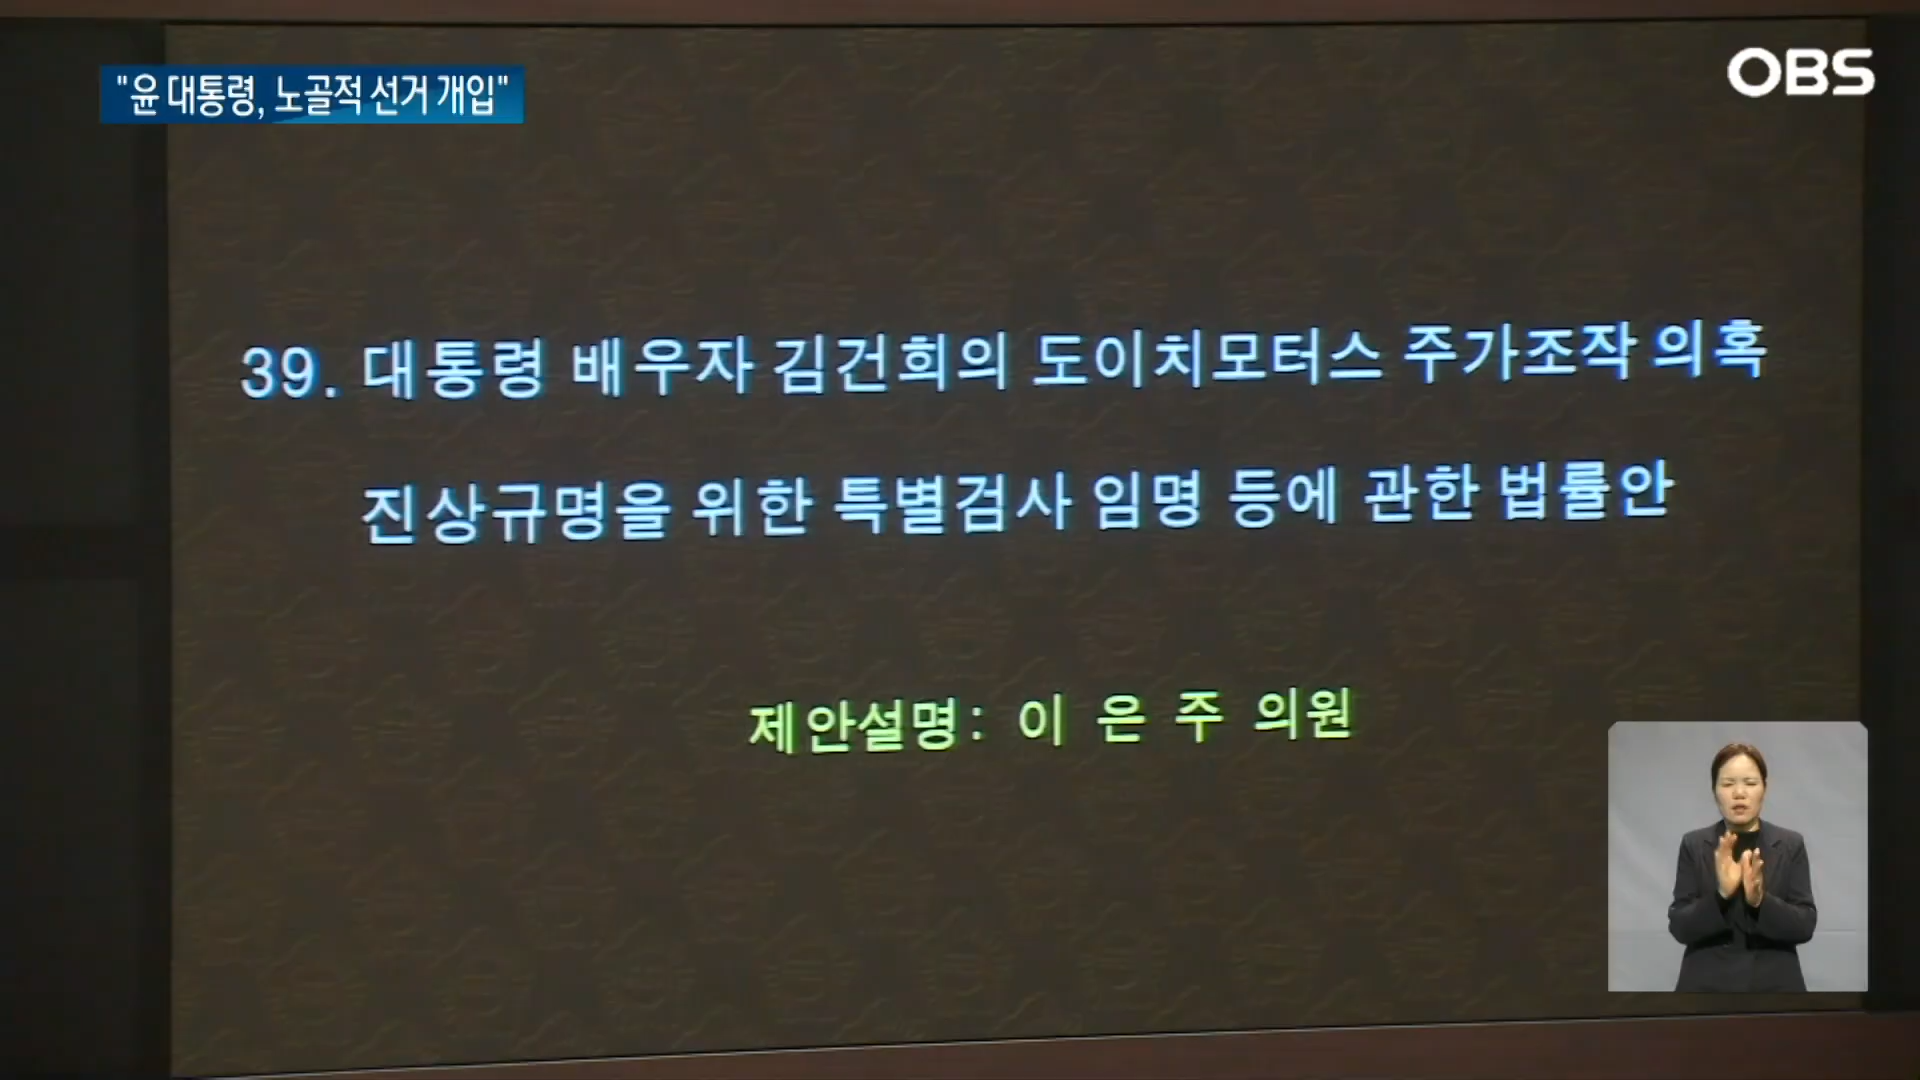 "윤 대통령, 노골적 선거 개입"
OBS
39. 대통령 배우자 김건희의 도이치모터스 주가조작 의혹
진상규명을 위한 특별검사 임명 등에 관한 법률안
제안설명: 이 은 주 의원